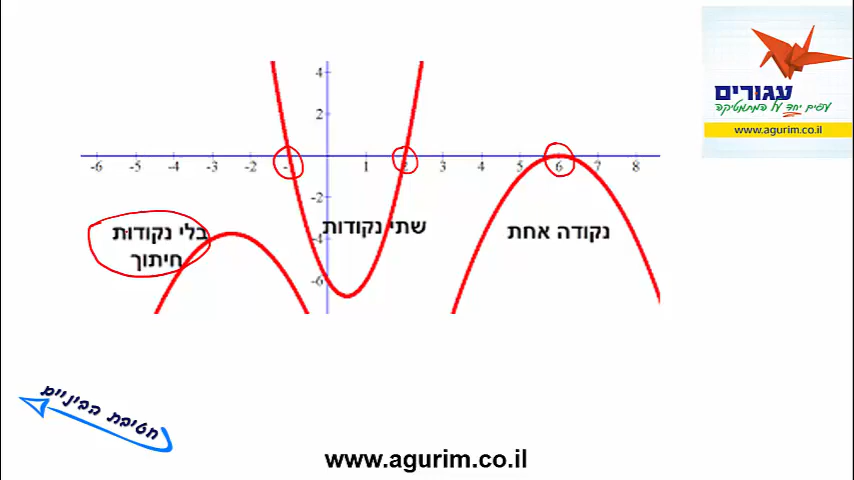 עגורים
עפים יחד על המתמטיקה
www.agurim.co.il
4
2
-6 -5 -4 -3 -2 -1 1 2 3 4 5 6 7 8
-2
-4
-6
בלי נקודות
חיתוך
שתי נקודות
נקודה אחת
חטיבת הביניים
www.agurim.co.il